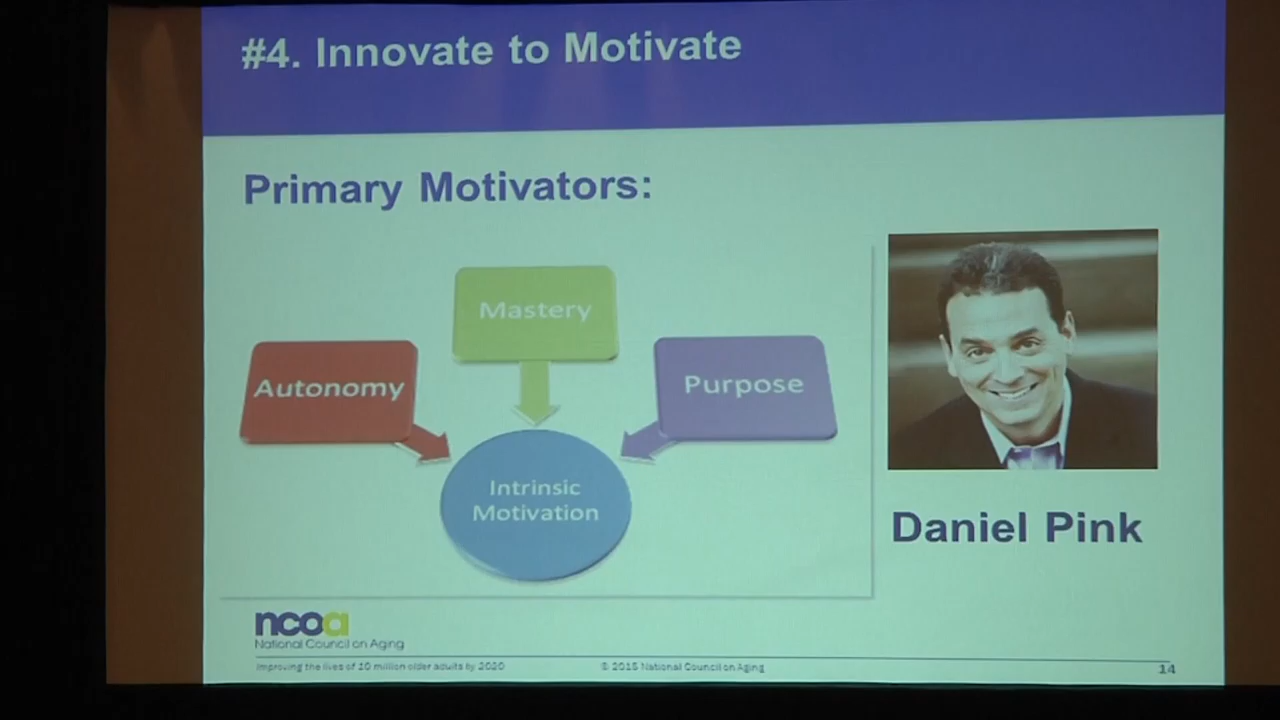 #4. Innovate to Motivate
Primary Motivators:
Mastery
Autonomy
Purpose
Intrinsic
Motivation
Daniel Pink
ncoa
National Council on Aging
Improving the lives of 10 million older adults by 2020
© 2015 National Council on Aging
14